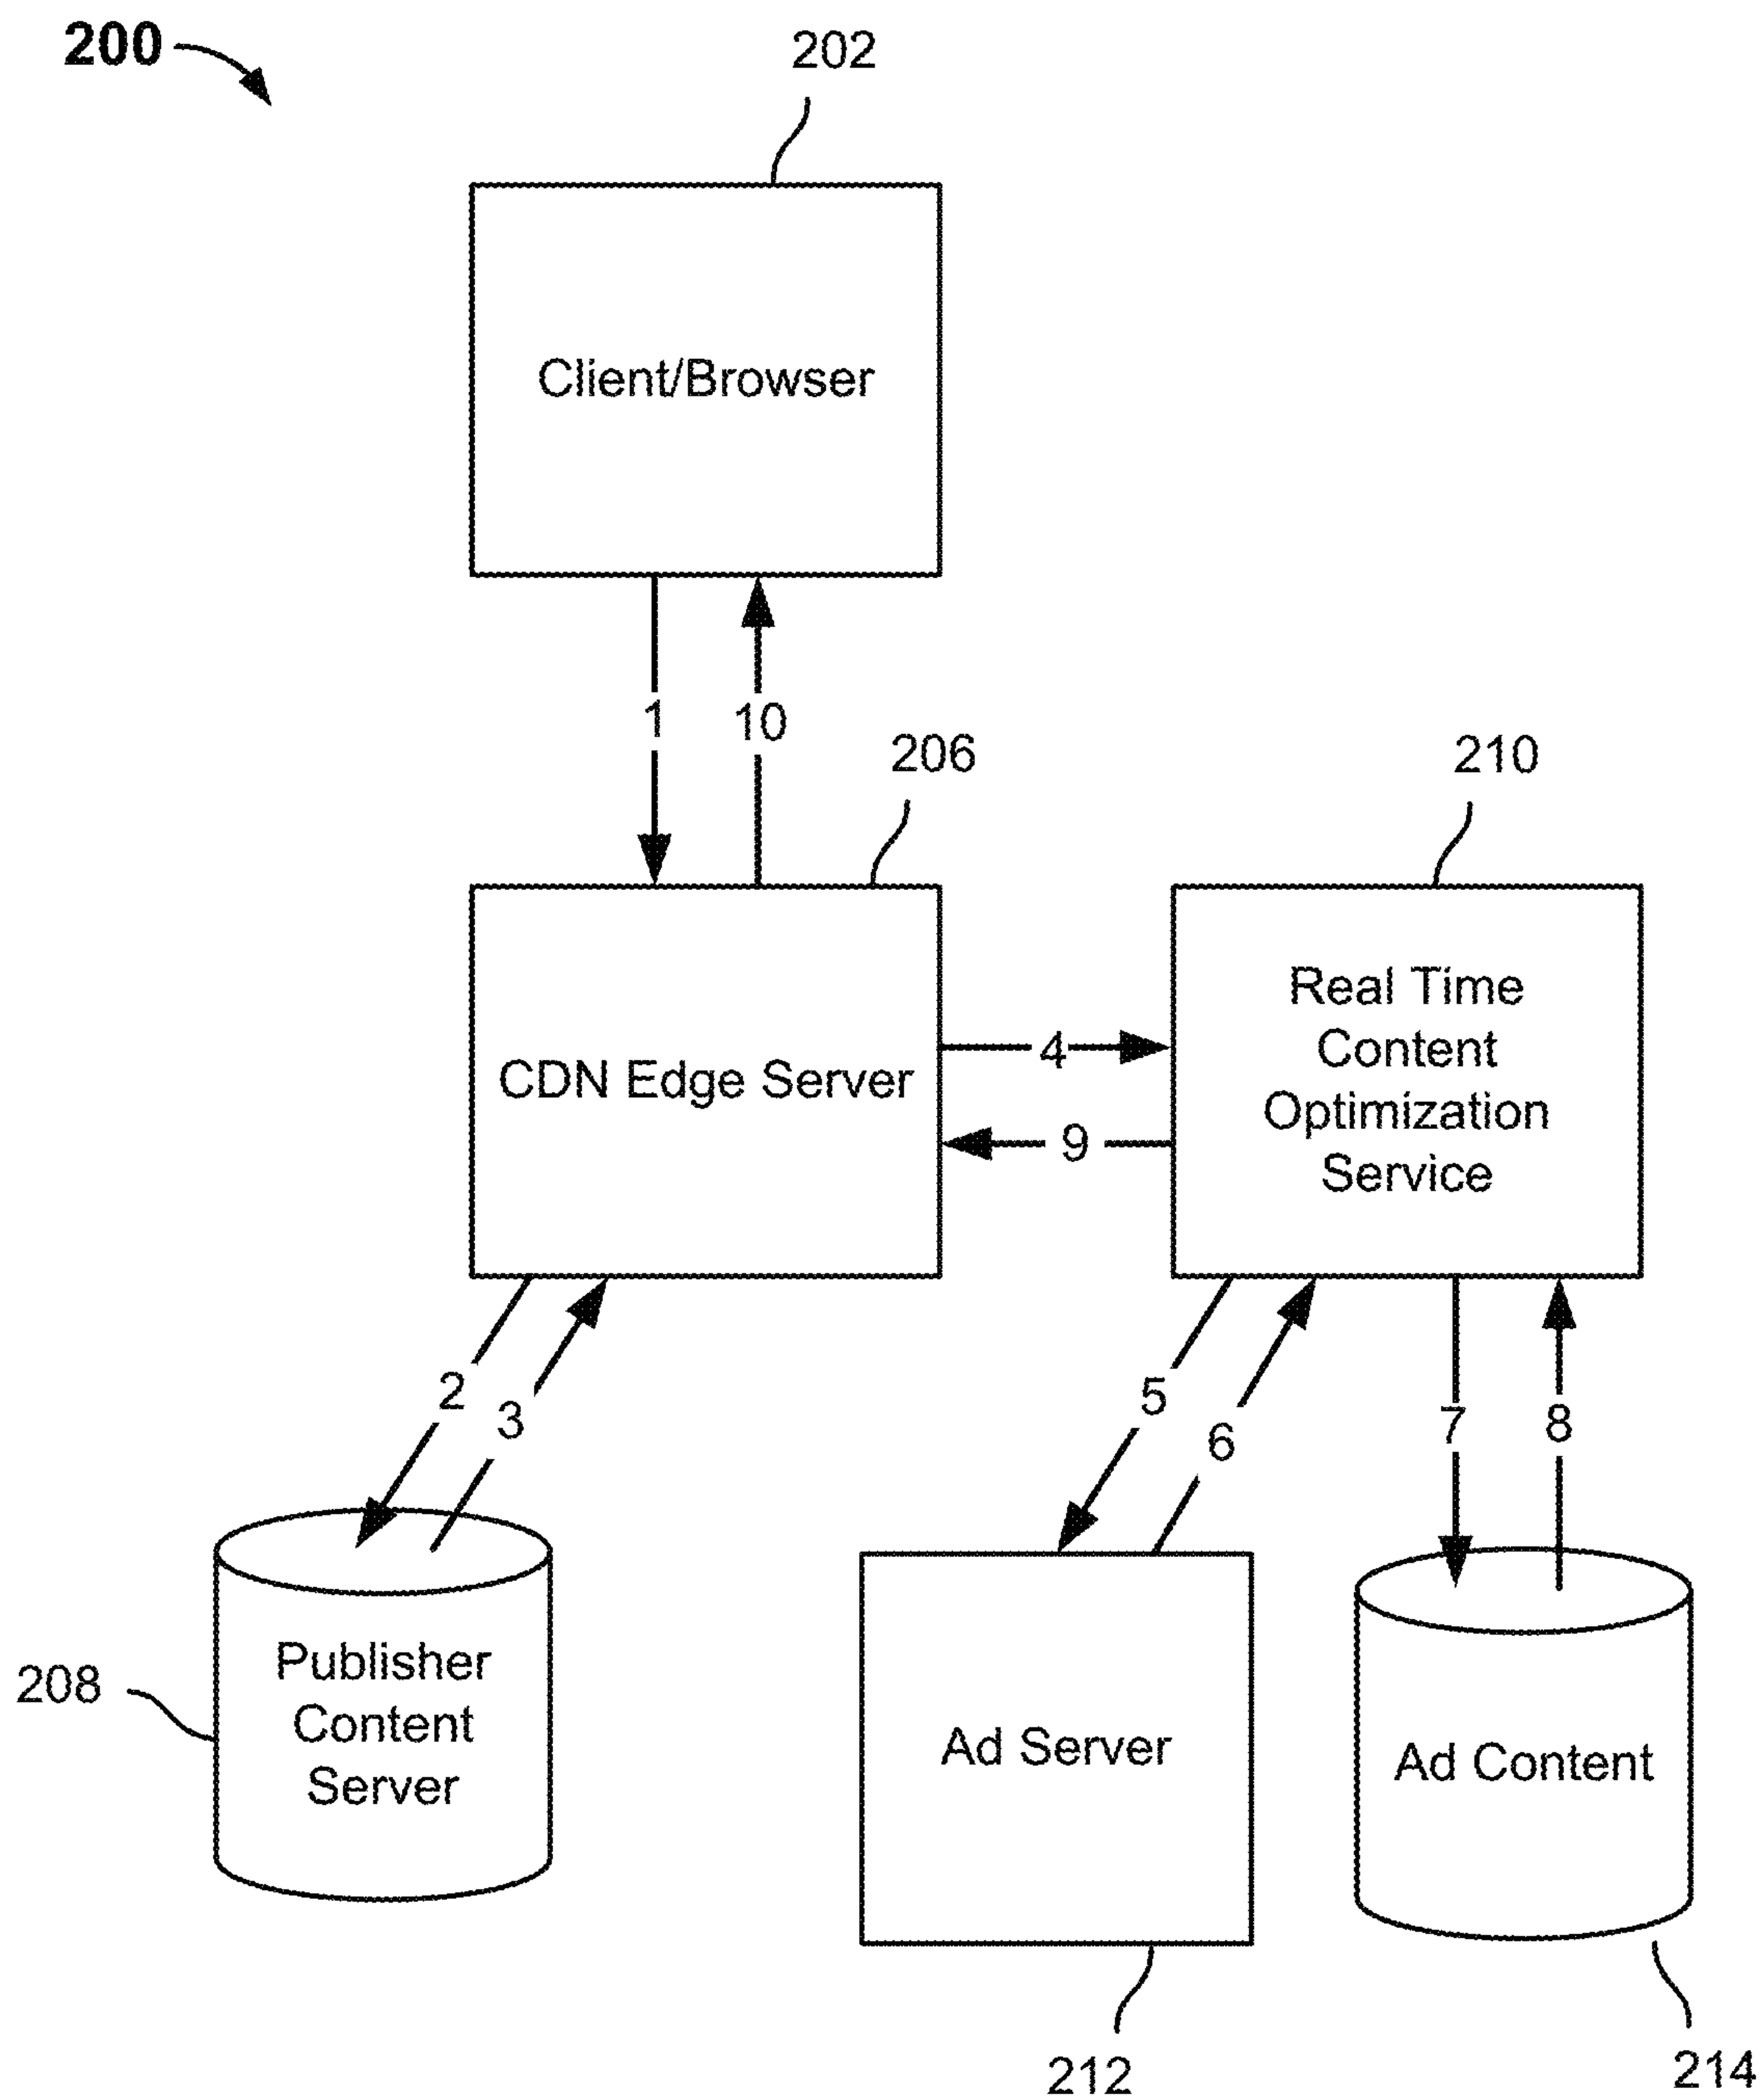 200
202
Client/Browser
1
10
206
210
CDN Edge Server
Real Time
Content
Optimization
Service
4
9
2
3
5
6
7
8
208
Publisher
Content
Server
Ad Server
Ad Content
212
214